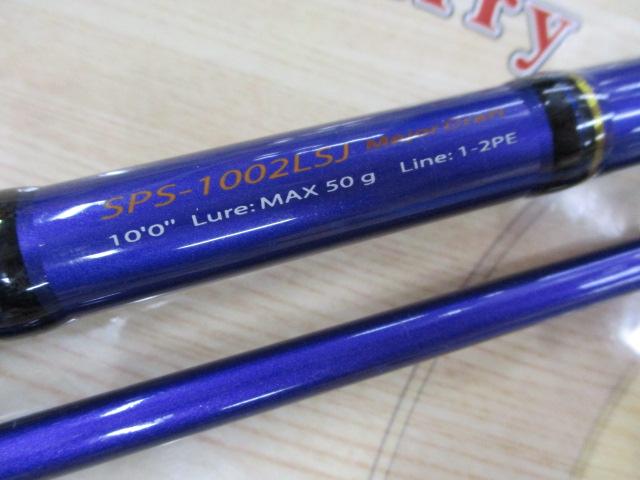 SPS-1002LSJ Major Craft
10'0" Lure: MAX 50 g Line: 1-2PE